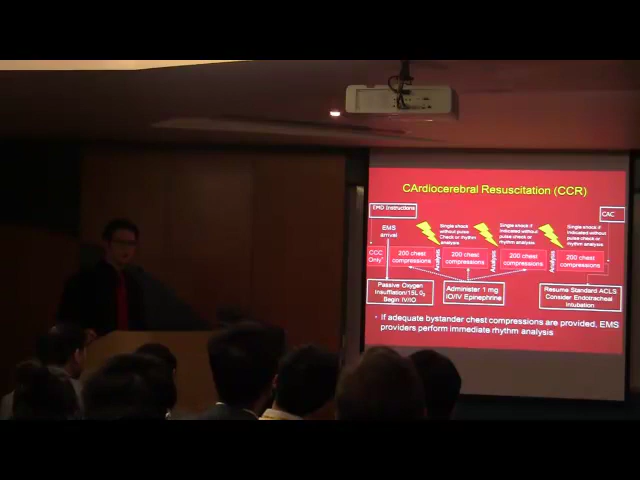 CArdiocerebral Resuscitation (CCR)
EMD Instructions
CAC
EMS
arrival
Single shock
without pulse
Check or rhythm
analysis
Single shock if
Indicated without
pulse check or
rhythm analysis
Single shock if
Indicated without
pulse check or
rhythm analysis
CCC
Only*
200 chest
compressions
Analysis
200 chest
compressions
Analysis
200 chest
compressions
Analysis
200 chest
compressions
Passive Oxygen
Insufflation/15L 02
Begin IV/IO
Administer 1 mg
IO/IV Epinephrine
Resume Standard ACLS
Consider Endotracheal
Intubation
• If adequate bystander chest compressions are provided, EMS
providers perform immediate rhythm analysis